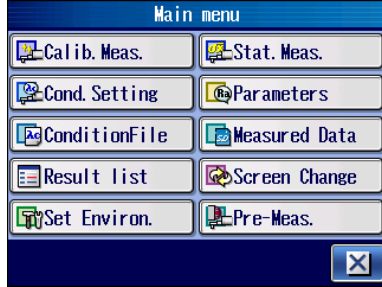 Main menu
Calib. Meas. Stat. Meas.
Cond. Setting Parameters
ConditionFile Measured Data
Result list Screen Change
Set Environ. Pre-Meas.